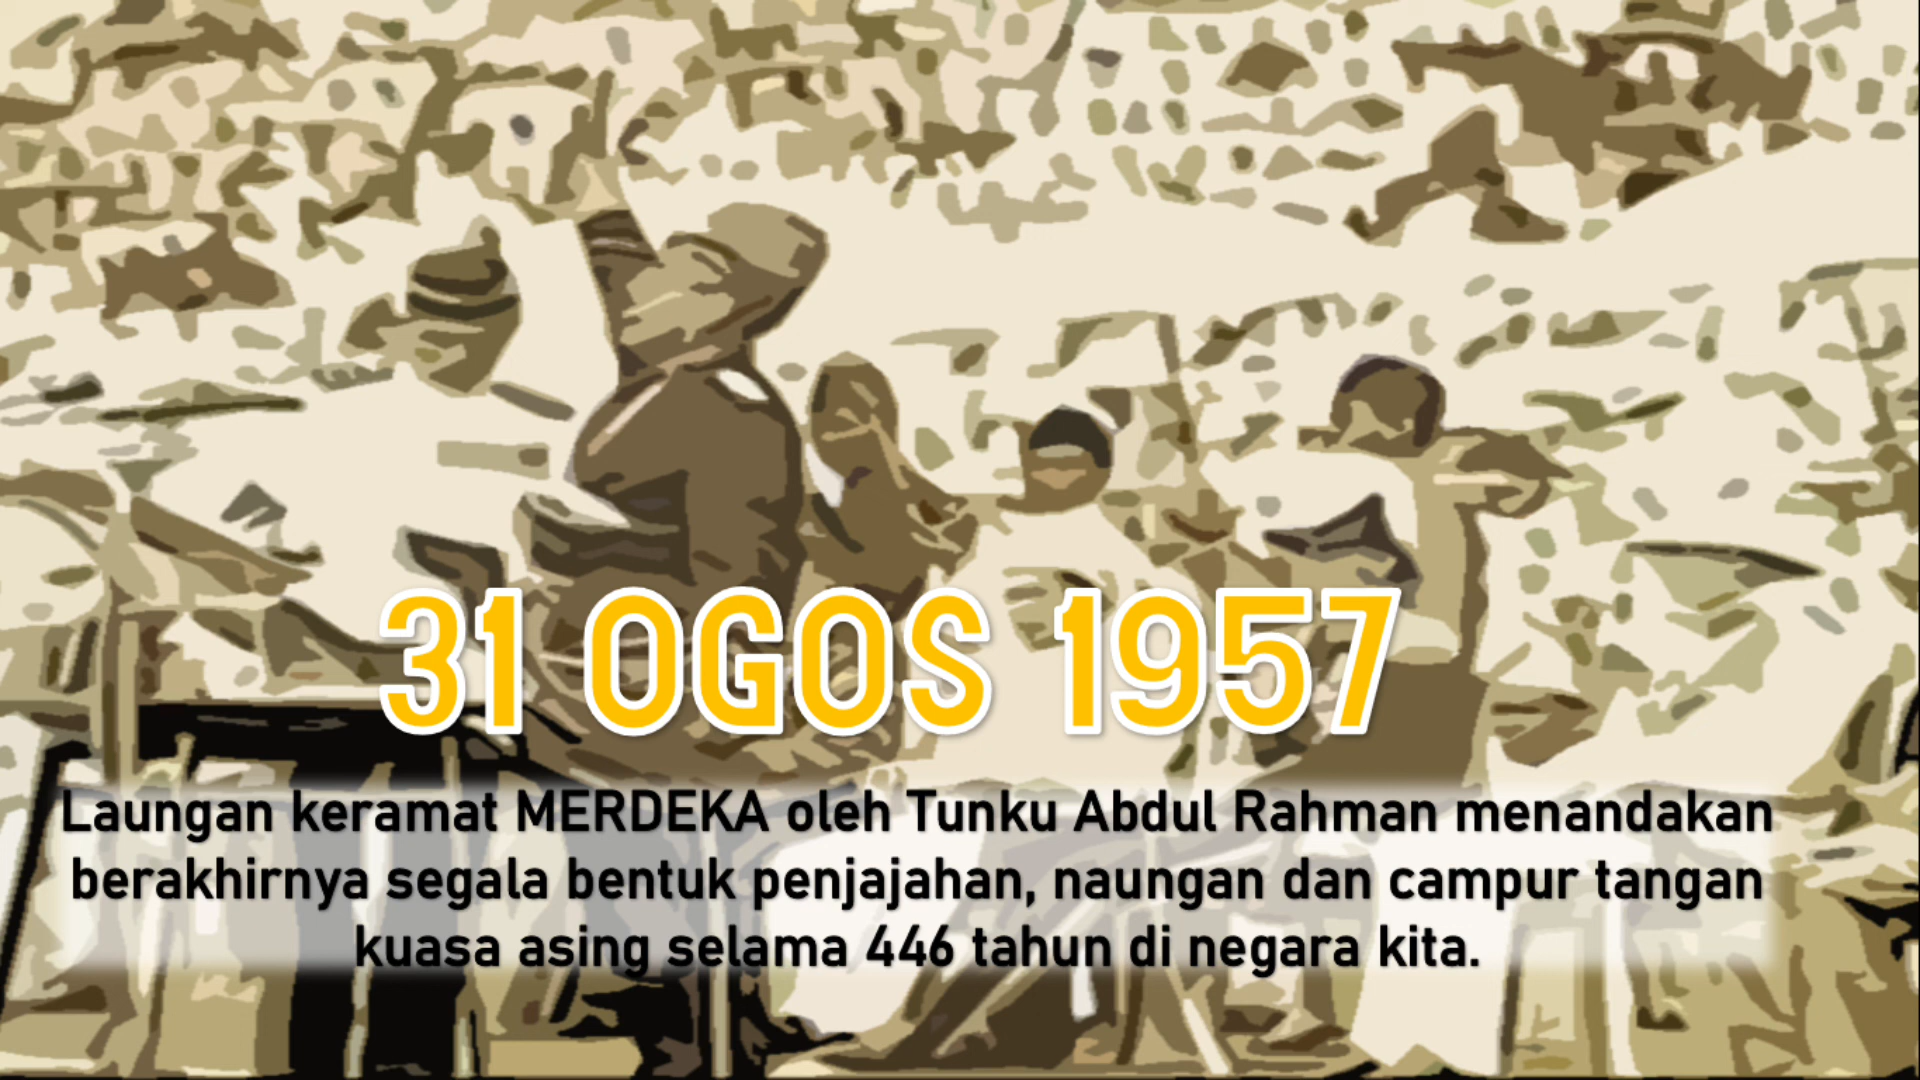 31 OGOS 1957
Laungan keramat MERDEKA oleh Tunku Abdul Rahman menandakan
berakhirnya segala bentuk penjajahan, naungan dan campur tangan
kuasa asing selama 446 tahun di negara kita.